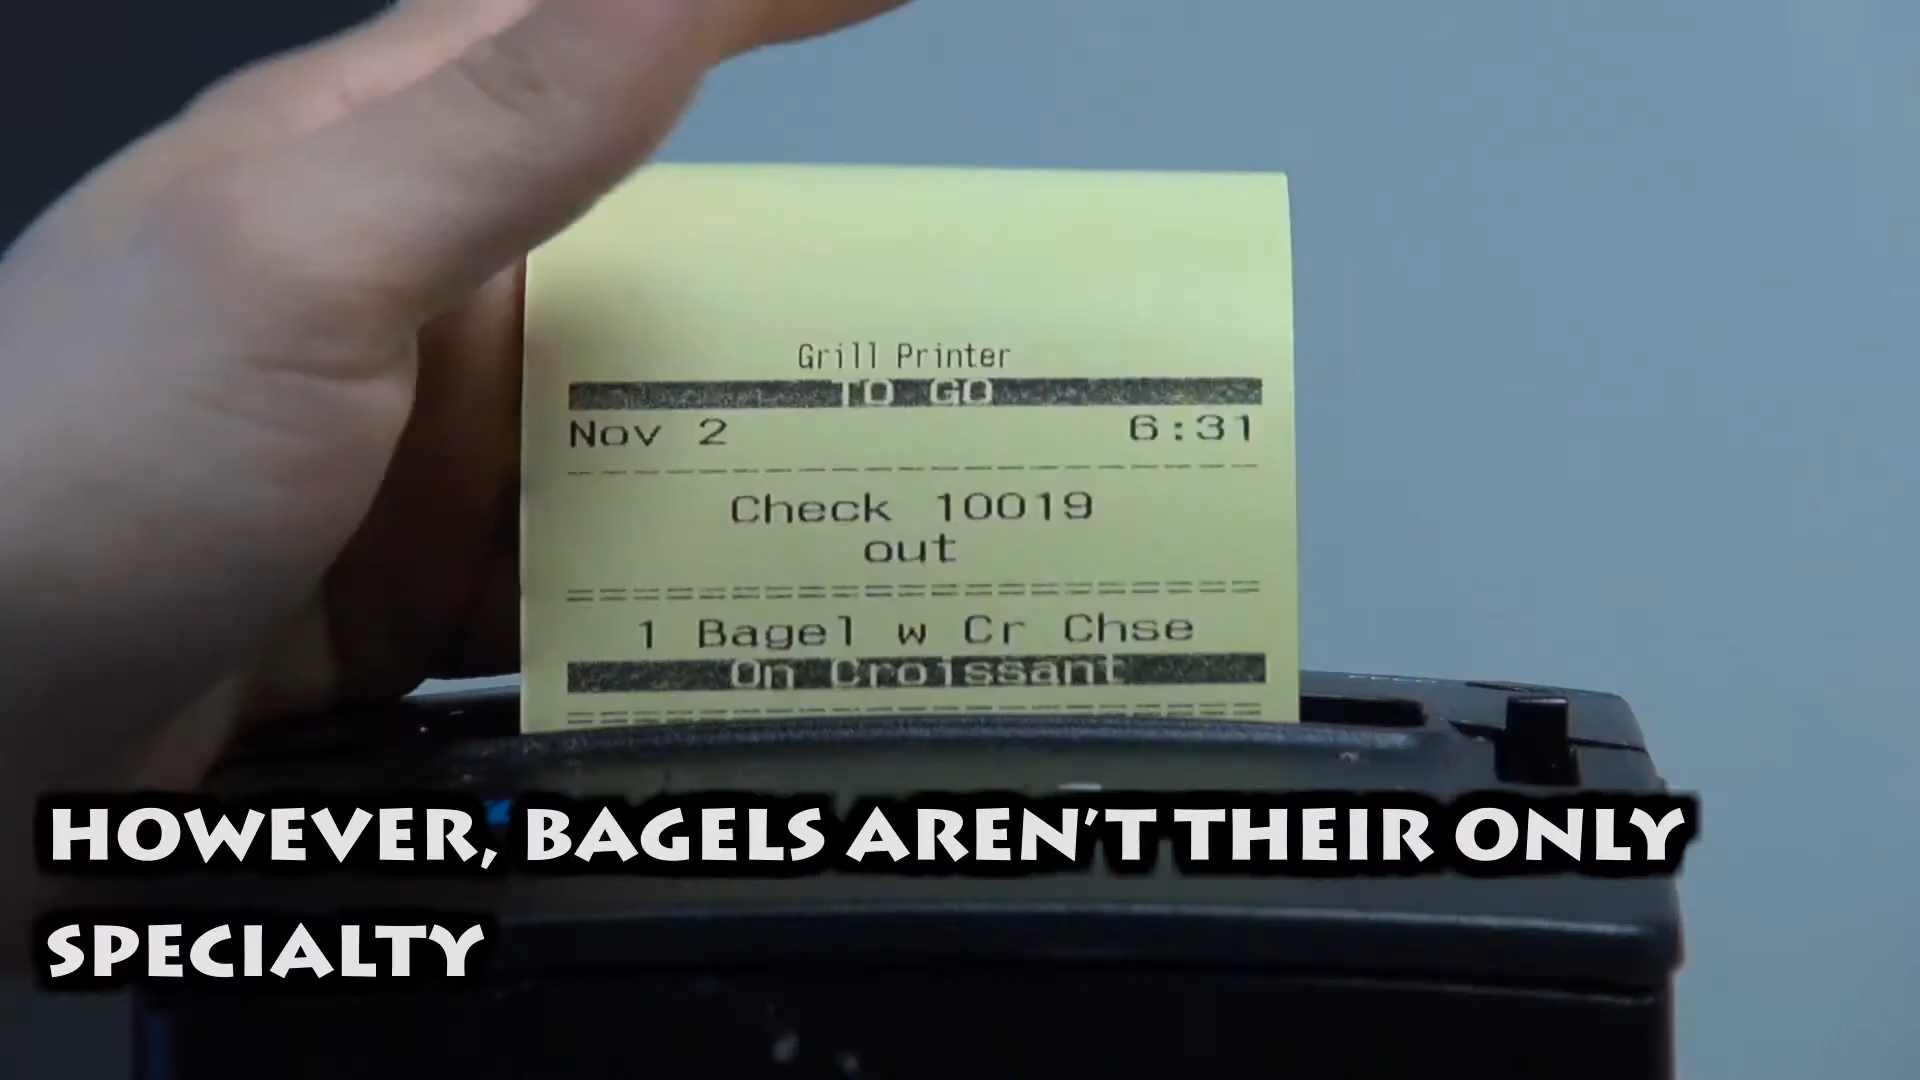 Grill Printer
TO GO
Nov 2 6:31
Check 10019
out
1 Bagel w Cr Chse
On Croissant
HOWEVER, BAGELS AREN'T THEIR ONLY
SPECIALTY